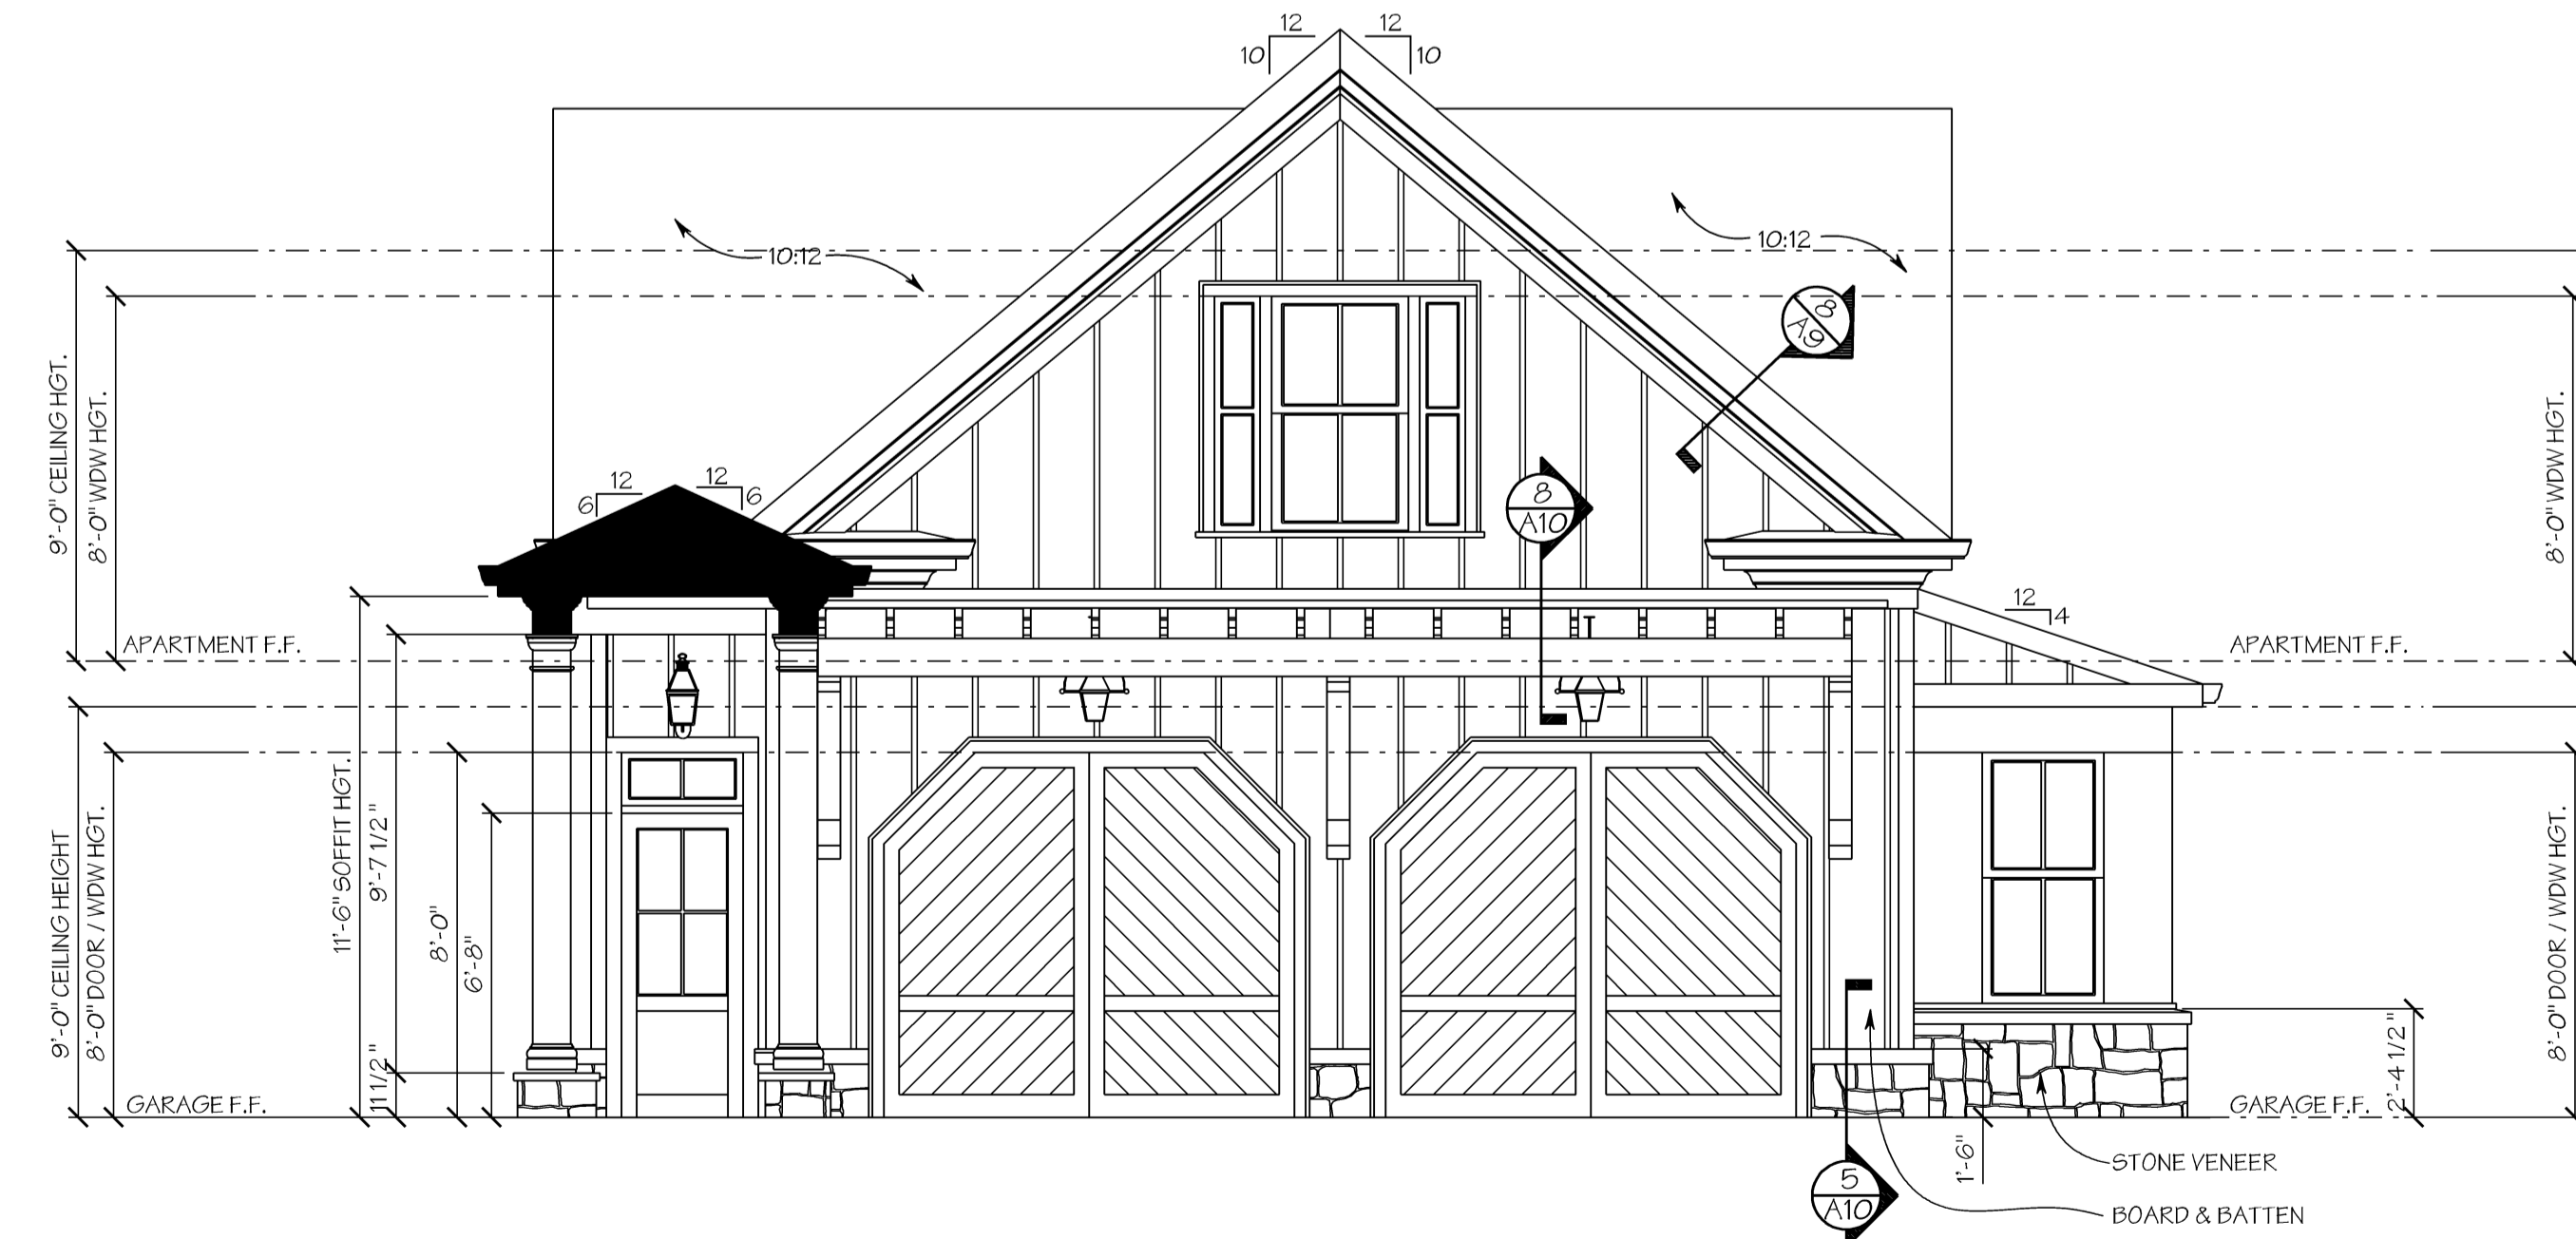 12
12
10
10
10:12
10:12
8
A9
9'-0" CEILING HGT.
8'-0" WDW HGT.
8'-0" WDW HGT.
12
12
6
6
8
A10
12
4
APARTMENT F.F.
APARTMENT F.F.
9'-0" CEILING HEIGHT
8'-0" DOOR / WDW HGT.
11'-6" SOFFIT HGT.
9'-7 1/2"
8'-0"
6'-8"
11 1/2"
8'-0" DOOR / WDW HGT.
2'-4 1/2"
GARAGE F.F.
GARAGE F.F.
1'-6"
STONE VENEER
5
A10
BOARD & BATTEN